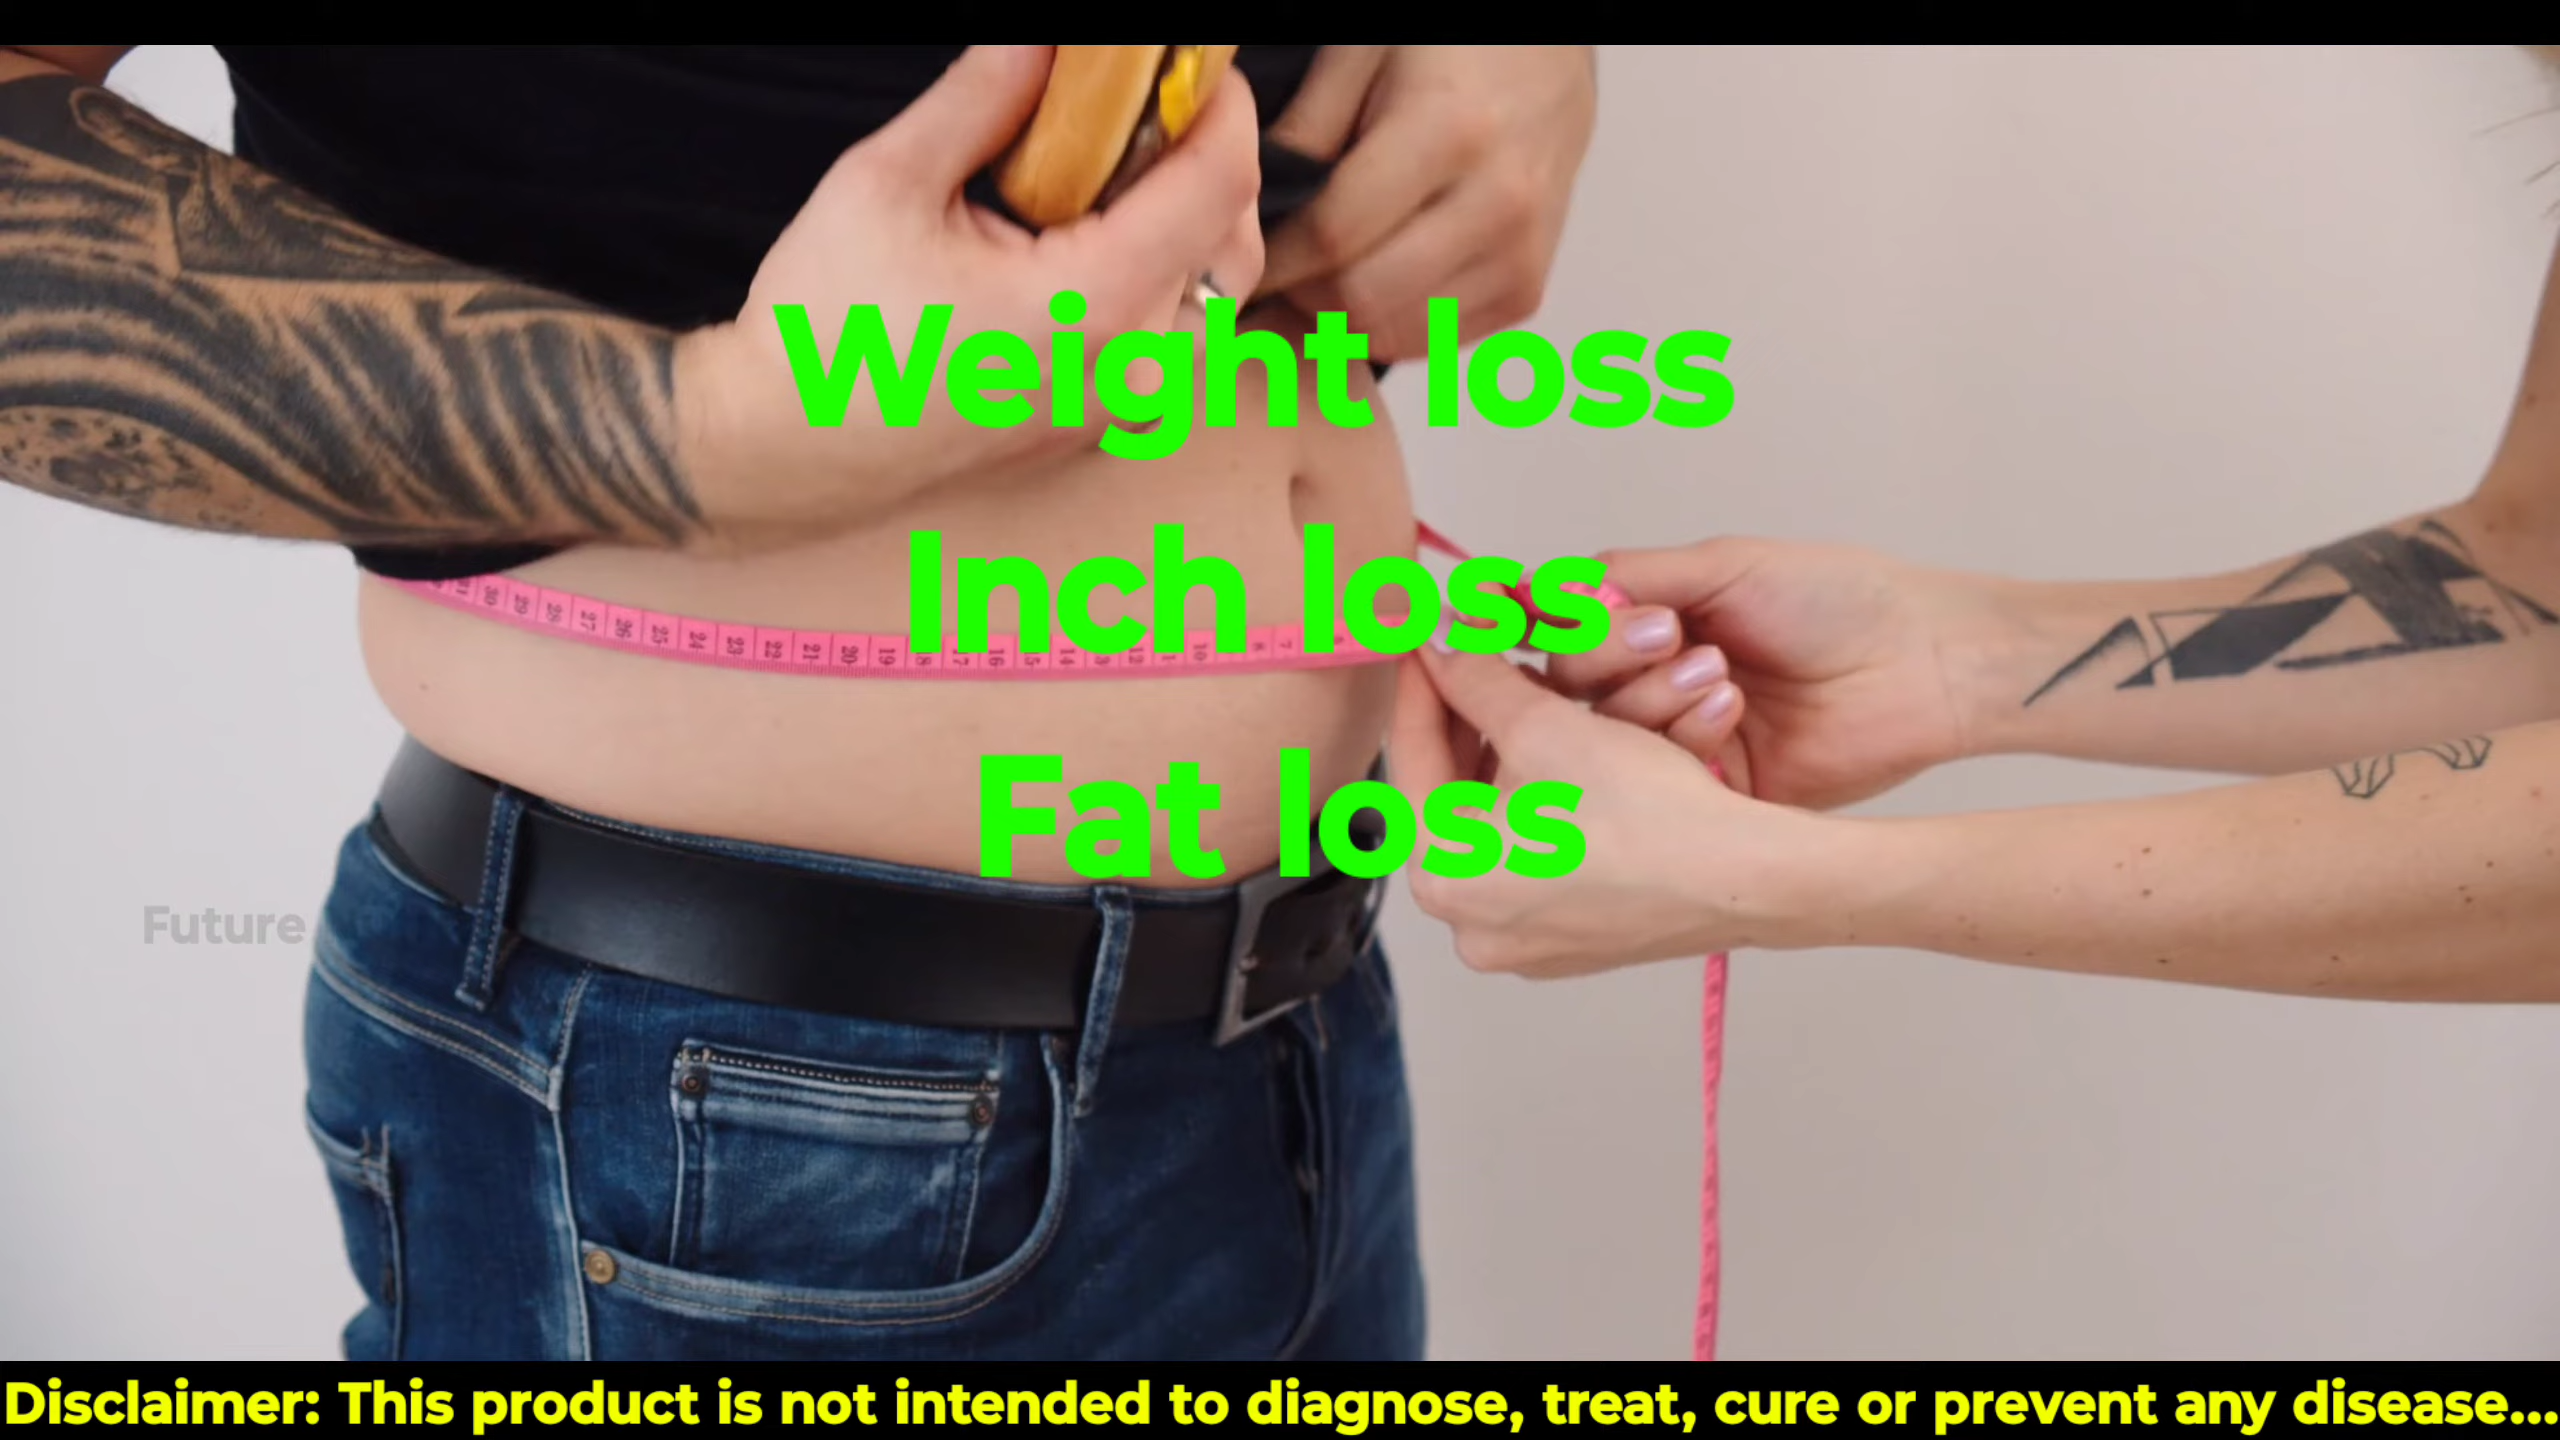 Weight loss
Inch loss
Fat loss
Future
Disclaimer: This product is not intended to diagnose, treat, cure or prevent any disease...